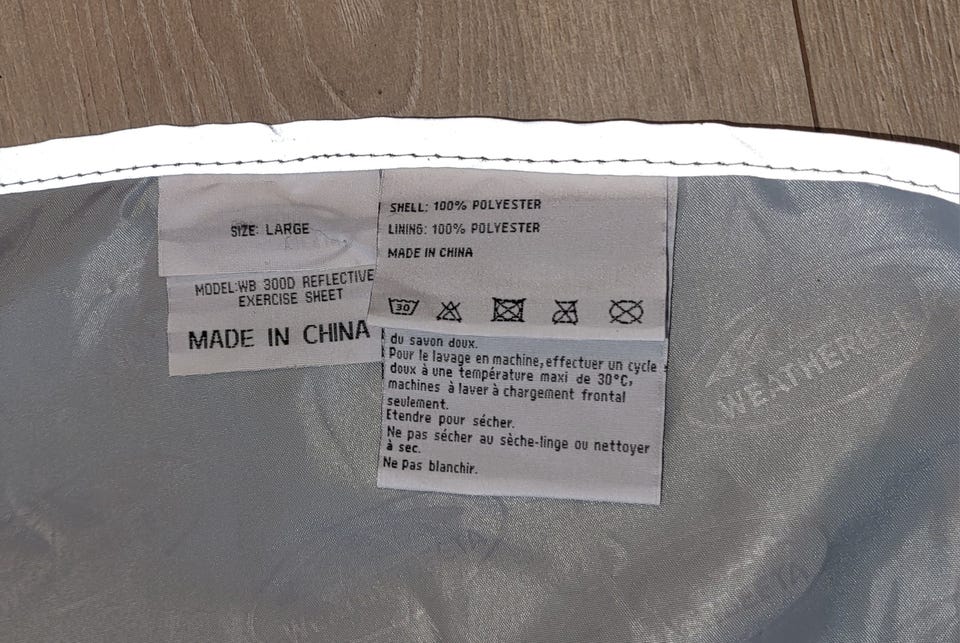 SIZE: LARGE
MODEL:WB 300D REFLECTIVE
EXERCISE SHEET
MADE IN CHINA
SHELL: 100% POLYESTER
LINING: 100% POLYESTER
MADE IN CHINA
30
du savon doux.
Pour le lavage en machine,effectuer un cycle
doux à une température maxi de 30°C,
machines à laver à chargement frontal
seulement.
Etendre pour sécher.
Ne pas sécher au sèche-linge ou nettoyer
à sec.
Ne pas blanchir.